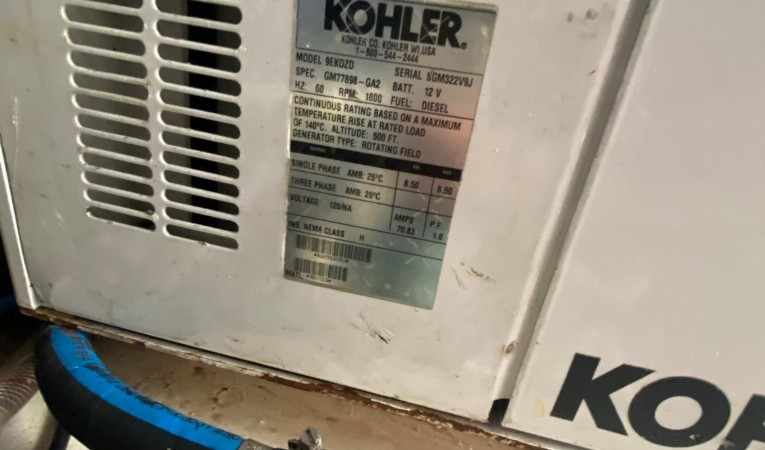 KOHLER®
KOHLER CO. KOHLER WI. USA
1-800-544-2444
MODEL 9EKOZD SERIAL SGM322V9J
SPEC. GM77898-GA2 BATT. 12 V
HZ: 60 RPM: 1800 FUEL: DIESEL
CONTINUOUS RATING BASED ON A MAXIMUM
TEMPERATURE RISE AT RATED LOAD
OF 140°C. ALTITUDE: 500 FT.
GENERATOR TYPE: ROTATING FIELD
SINGLE PHASE AMB: 25°C 8.50 8.50
THREE PHASE AMB: 25°C
VOLTAGE 120/NA AMPS P.F.
70.83 1.0
INS. NEMA CLASS H
MATL.
KOH